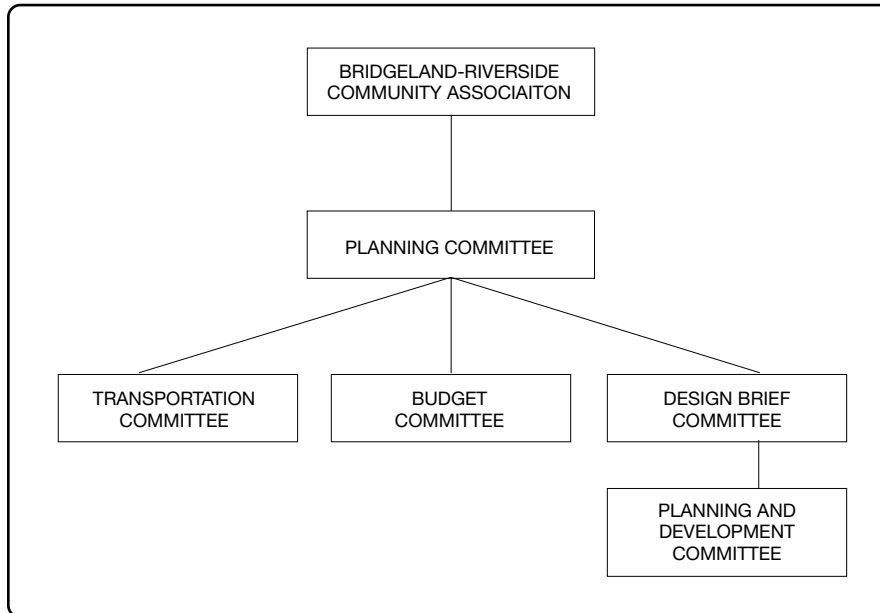 BRIDGELAND-RIVERSIDE
COMMUNITY ASSOCIAITON
PLANNING COMMITTEE
TRANSPORTATION
COMMITTEE
BUDGET
COMMITTEE
DESIGN BRIEF
COMMITTEE
PLANNING AND
DEVELOPMENT
COMMITTEE